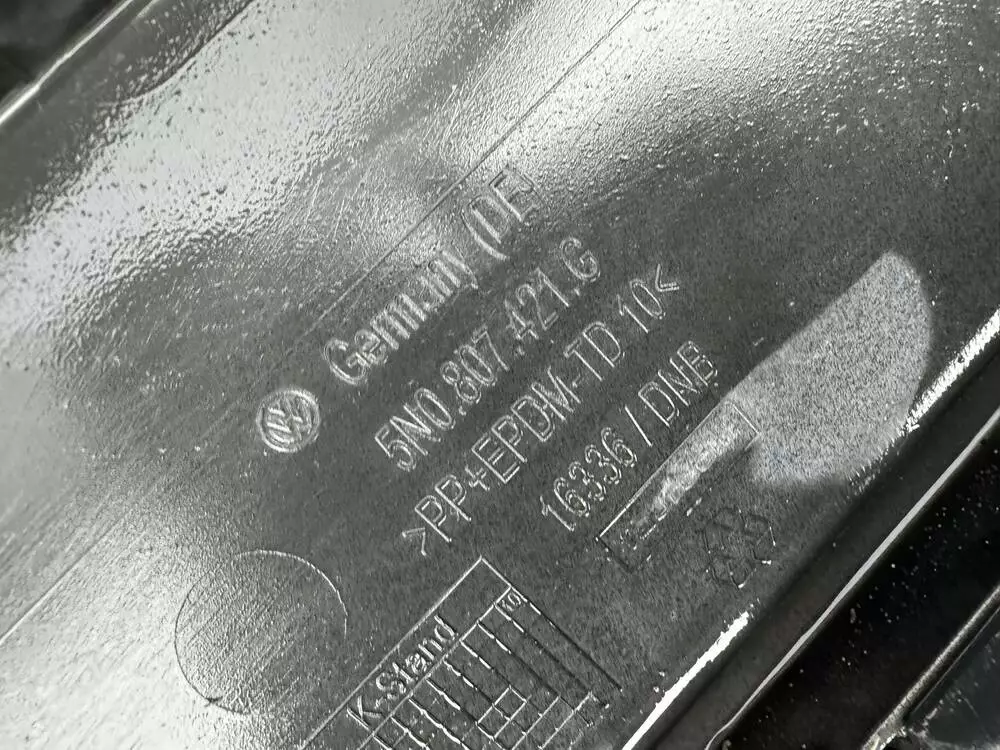 Germany (DE)
5N0.807.421.G
>PP+EPDM-TD 10<
16336 / DNB
K-Stand